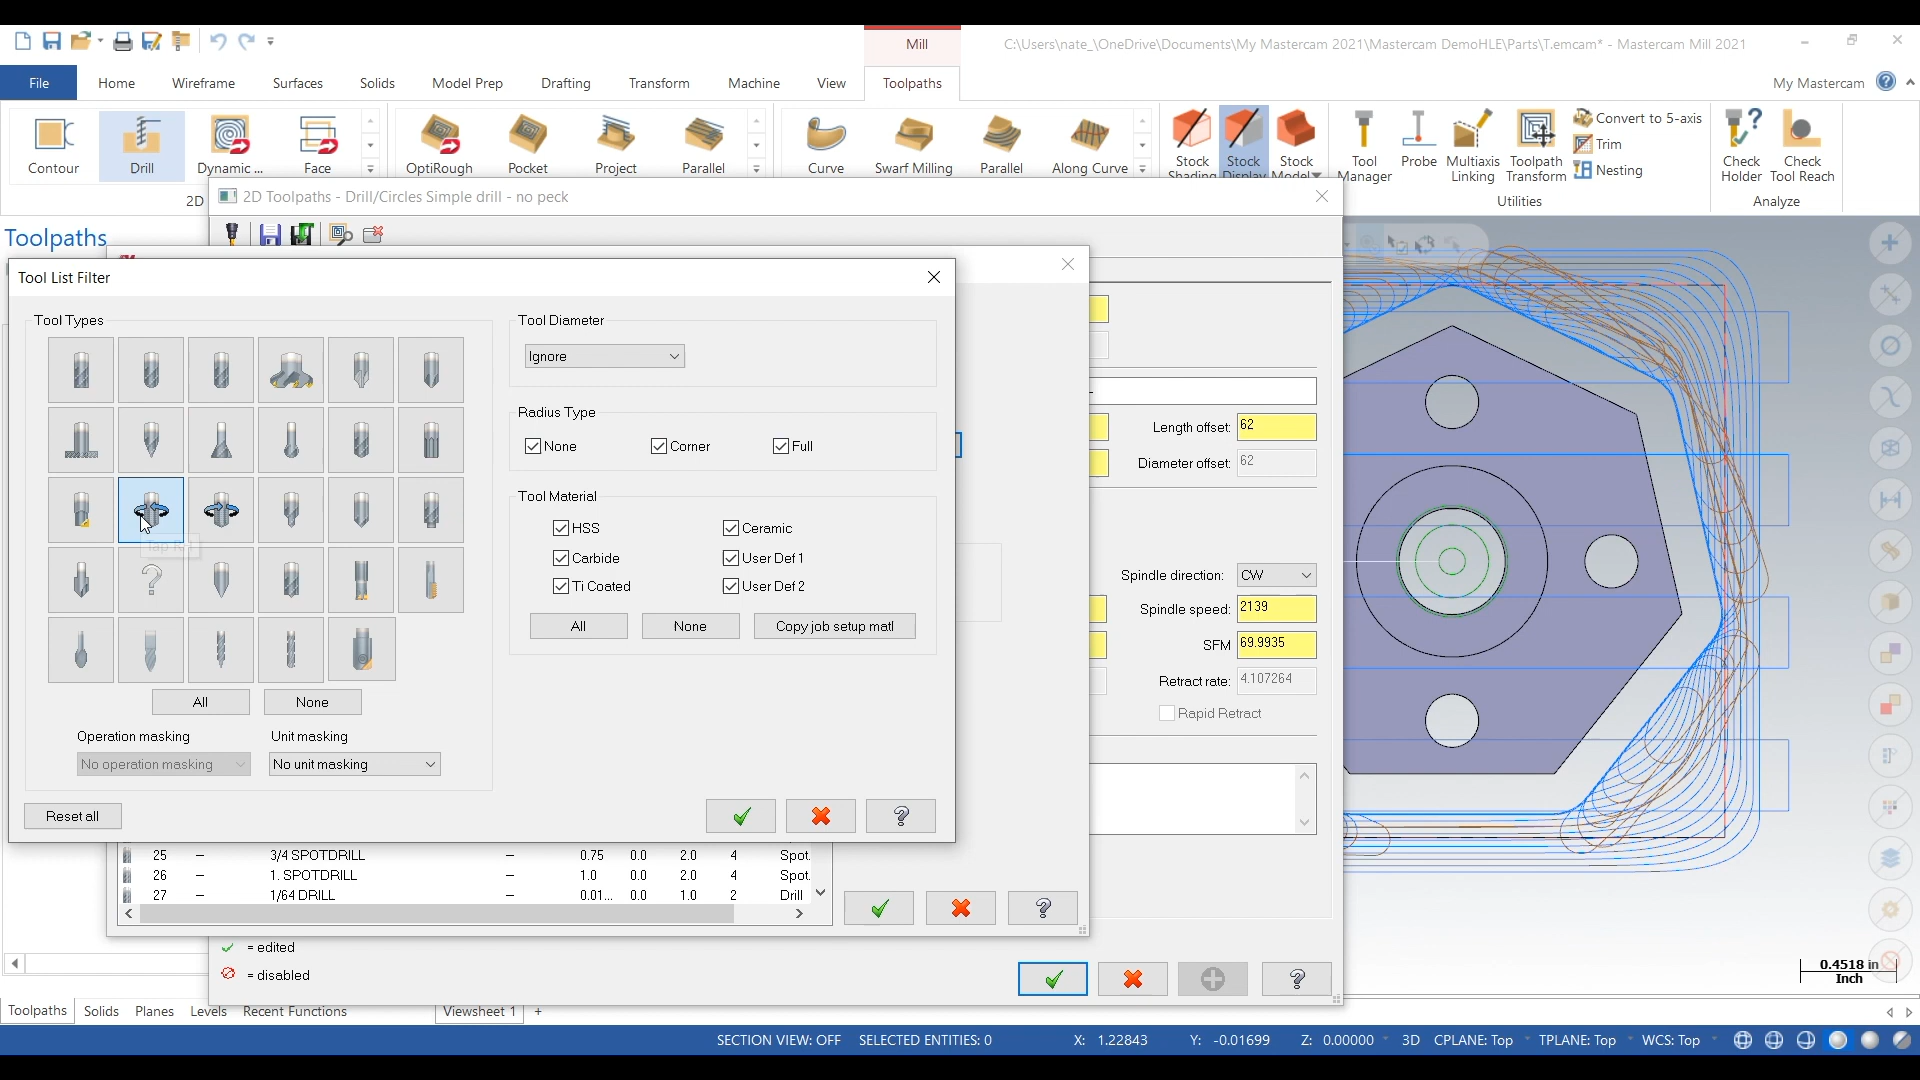 Mill
C:\Users\nate_\OneDrive\Documents\My Mastercam 2021\Mastercam DemoHLE\Parts\T.emcam* - Mastercam Mill 2021
File Home Wireframe Surfaces Solids Model Prep Drafting Transform Machine View Toolpaths My Mastercam
Contour Drill Dynamic ... Face OptiRough Pocket Project Parallel Curve Swarf Milling Parallel Along Curve
Stock Shading
Stock Display
Stock Model
Tool Manager
Probe
Multiaxis Linking
Toolpath Transform
Convert to 5-axis
Trim
Nesting
Check Holder
Check Tool Reach
2D
Utilities
Analyze
2D Toolpaths - Drill/Circles Simple drill - no peck
Toolpaths
Tool List Filter
Tool Types
Tool Diameter
Ignore
Radius Type
None Corner Full
Tool Material
HSS Ceramic
Carbide User Def 1
Ti Coated User Def 2
All None Copy job setup matl
All None
Operation masking Unit masking
No operation masking No unit masking
Reset all
Length offset: 62
Diameter offset: 62
Spindle direction: CW
Spindle speed: 2139
SFM 69.9935
Retract rate: 4.107264
Rapid Retract
25 – 3/4 SPOTDRILL – 0.75 0.0 2.0 4 Spot.
26 – 1. SPOTDRILL – 1.0 0.0 2.0 4 Spot.
27 – 1/64 DRILL – 0.01... 0.0 1.0 2 Drill
= edited
= disabled
0.4518 in
Inch
Toolpaths Solids Planes Levels Recent Functions Viewsheet 1 +
SECTION VIEW: OFF SELECTED ENTITIES: 0 X: 1.22843 Y: -0.01699 Z: 0.00000 3D CPLANE: Top TPLANE: Top WCS: Top